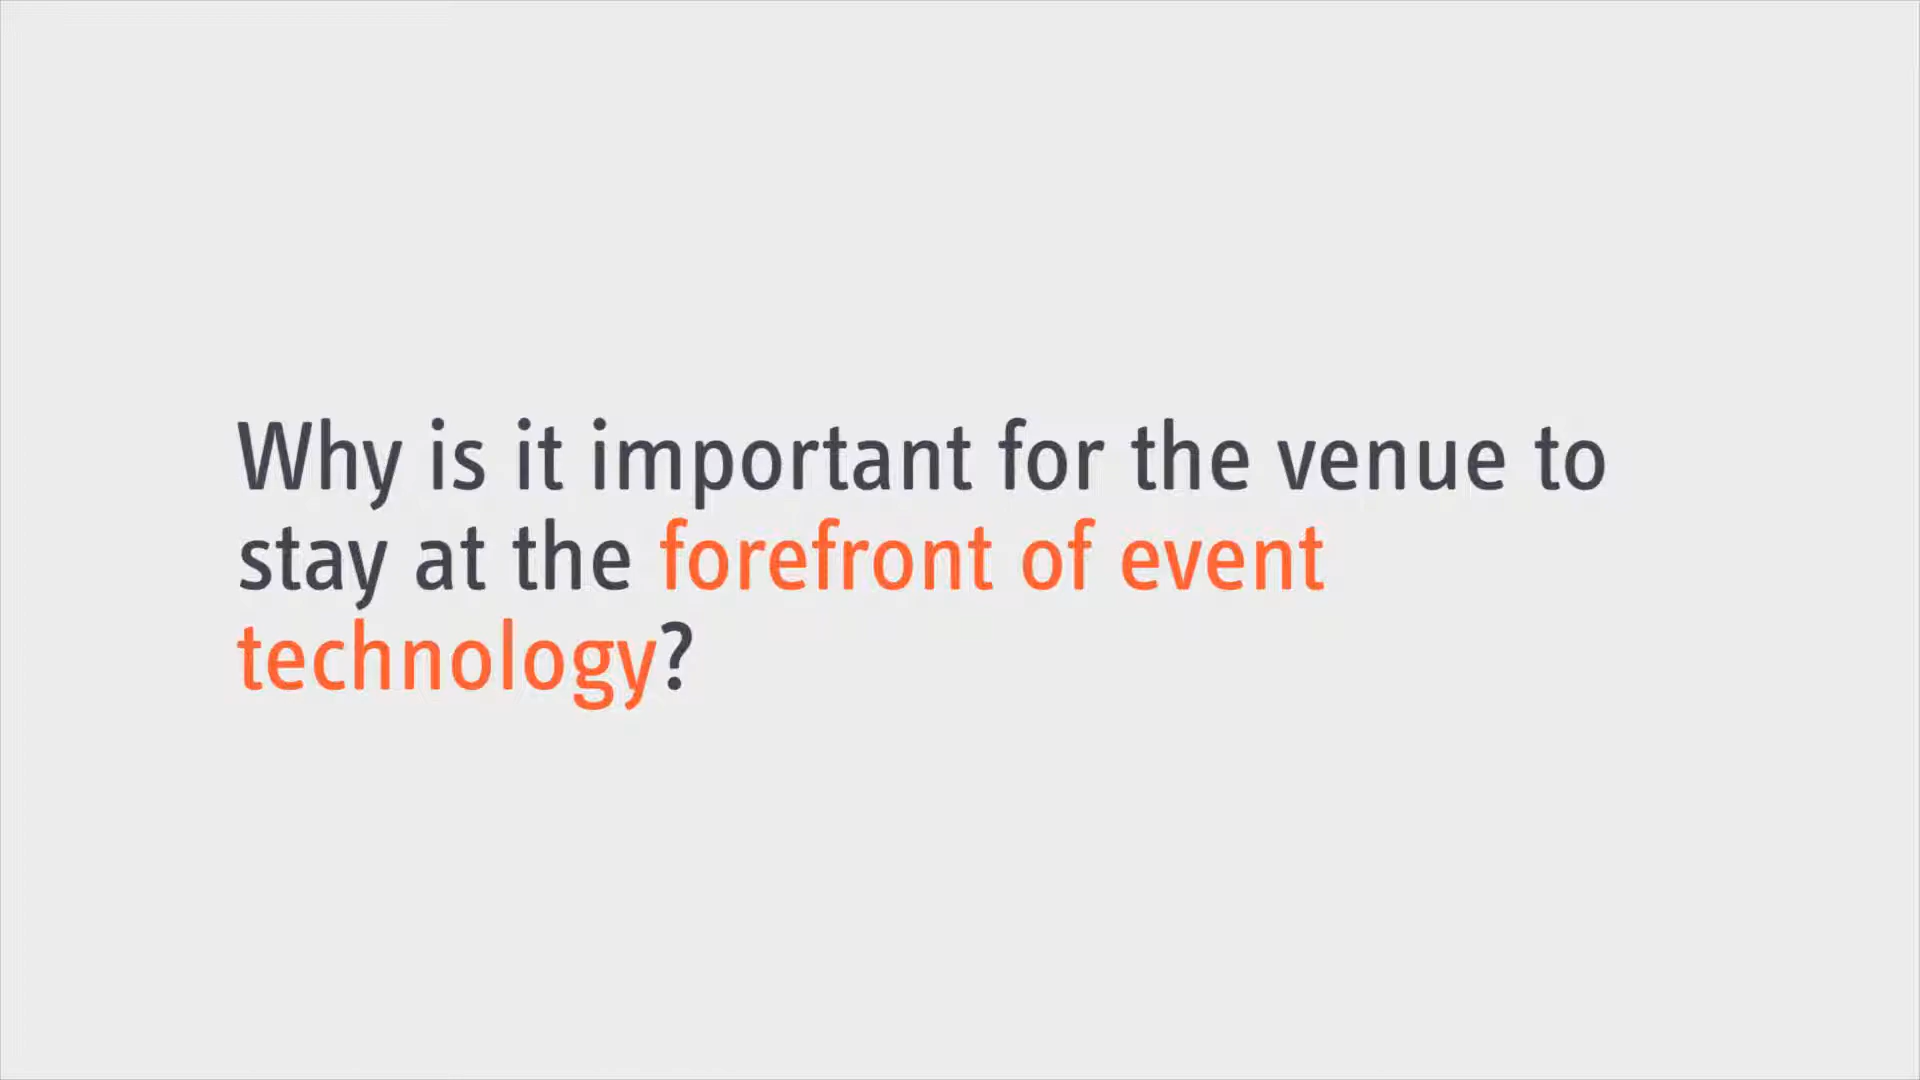 Why is it important for the venue to
stay at the forefront of event
technology?